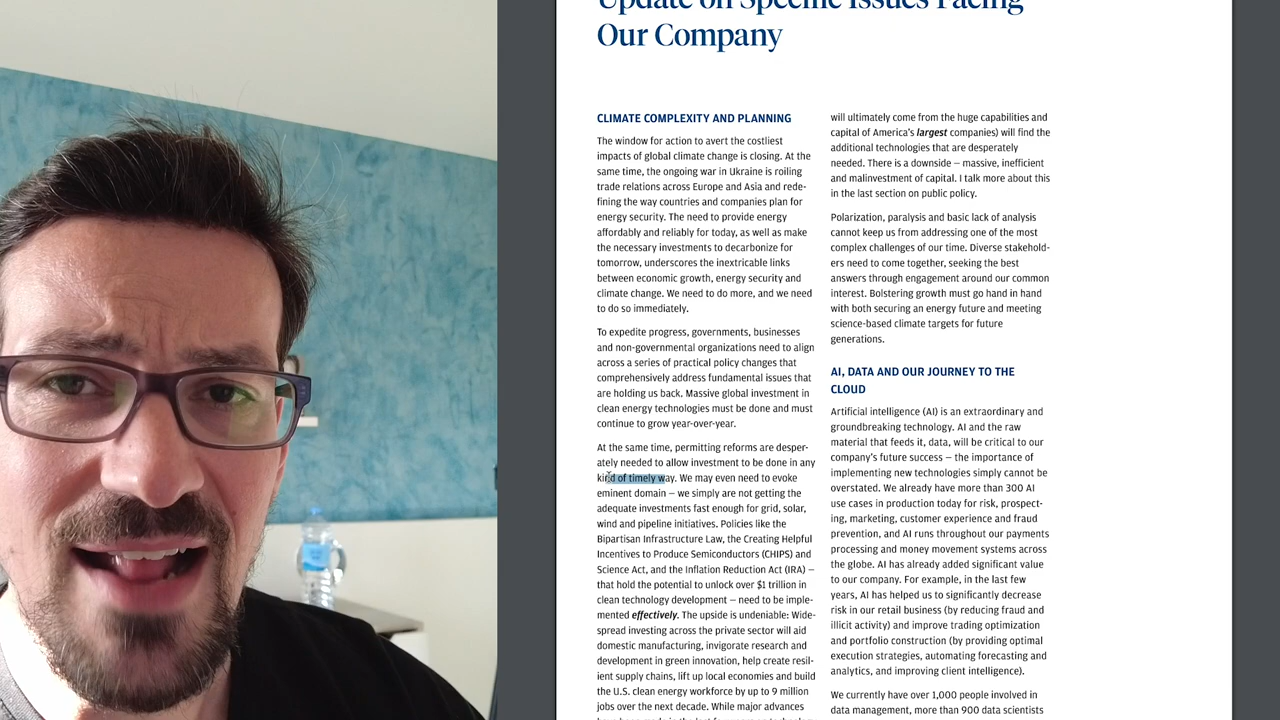 Update on Specific Issues Facing
Our Company
CLIMATE COMPLEXITY AND PLANNING
The window for action to avert the costliest
impacts of global climate change is closing. At the
same time, the ongoing war in Ukraine is roiling
trade relations across Europe and Asia and rede-
fining the way countries and companies plan for
energy security. The need to provide energy
affordably and reliably for today, as well as make
the necessary investments to decarbonize for
tomorrow, underscores the inextricable links
between economic growth, energy security and
climate change. We need to do more, and we need
to do so immediately.
To expedite progress, governments, businesses
and non-governmental organizations need to align
across a series of practical policy changes that
comprehensively address fundamental issues that
are holding us back. Massive global investment in
clean energy technologies must be done and must
continue to grow year-over-year.
At the same time, permitting reforms are desper-
ately needed to allow investment to be done in any
kind of timely way. We may even need to evoke
eminent domain — we simply are not getting the
adequate investments fast enough for grid, solar,
wind and pipeline initiatives. Policies like the
Bipartisan Infrastructure Law, the Creating Helpful
Incentives to Produce Semiconductors (CHIPS) and
Science Act, and the Inflation Reduction Act (IRA) —
that hold the potential to unlock over $1 trillion in
clean technology development — need to be imple-
mented effectively. The upside is undeniable: Wide-
spread investing across the private sector will aid
domestic manufacturing, invigorate research and
development in green innovation, help create resil-
ient supply chains, lift up local economies and build
the U.S. clean energy workforce by up to 9 million
jobs over the next decade. While major advances
will ultimately come from the huge capabilities and
capital of America's largest companies) will find the
additional technologies that are desperately
needed. There is a downside — massive, inefficient
and malinvestment of capital. I talk more about this
in the last section on public policy.
Polarization, paralysis and basic lack of analysis
cannot keep us from addressing one of the most
complex challenges of our time. Diverse stakehold-
ers need to come together, seeking the best
answers through engagement around our common
interest. Bolstering growth must go hand in hand
with both securing an energy future and meeting
science-based climate targets for future
generations.
AI, DATA AND OUR JOURNEY TO THE
CLOUD
Artificial intelligence (AI) is an extraordinary and
groundbreaking technology. AI and the raw
material that feeds it, data, will be critical to our
company's future success — the importance of
implementing new technologies simply cannot be
overstated. We already have more than 300 AI
use cases in production today for risk, prospect-
ing, marketing, customer experience and fraud
prevention, and AI runs throughout our payments
processing and money movement systems across
the globe. AI has already added significant value
to our company. For example, in the last few
years, AI has helped us to significantly decrease
risk in our retail business (by reducing fraud and
illicit activity) and improve trading optimization
and portfolio construction (by providing optimal
execution strategies, automating forecasting and
analytics, and improving client intelligence).
We currently have over 1,000 people involved in
data management, more than 900 data scientists